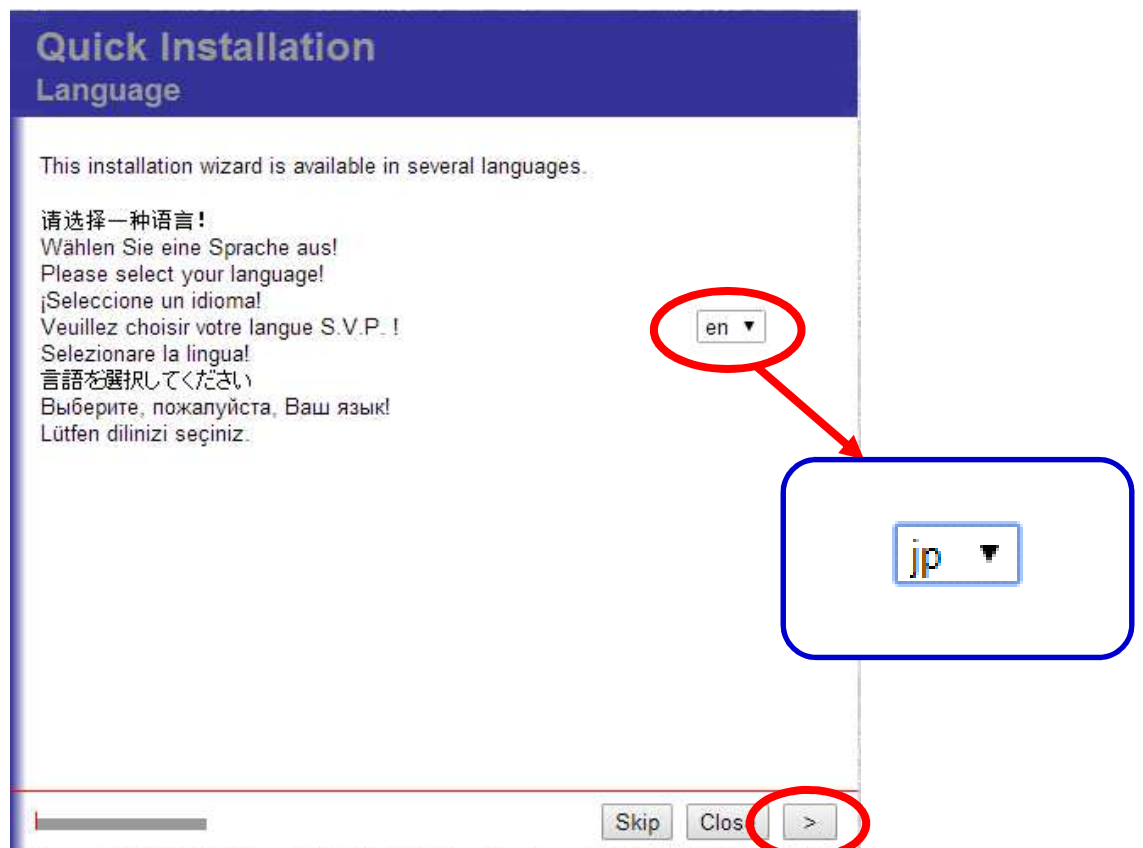 Quick Installation
Language
This installation wizard is available in several languages.
请选择一种语言!
Wählen Sie eine Sprache aus!
Please select your language!
¡Seleccione un idioma!
Veuillez choisir votre langue S.V.P. !
Selezionare la lingua!
言語を選択してください
Выберите, пожалуйста, Ваш язык!
Lütfen dilinizi seçiniz.
en ▼
jp ▼
Skip Close >